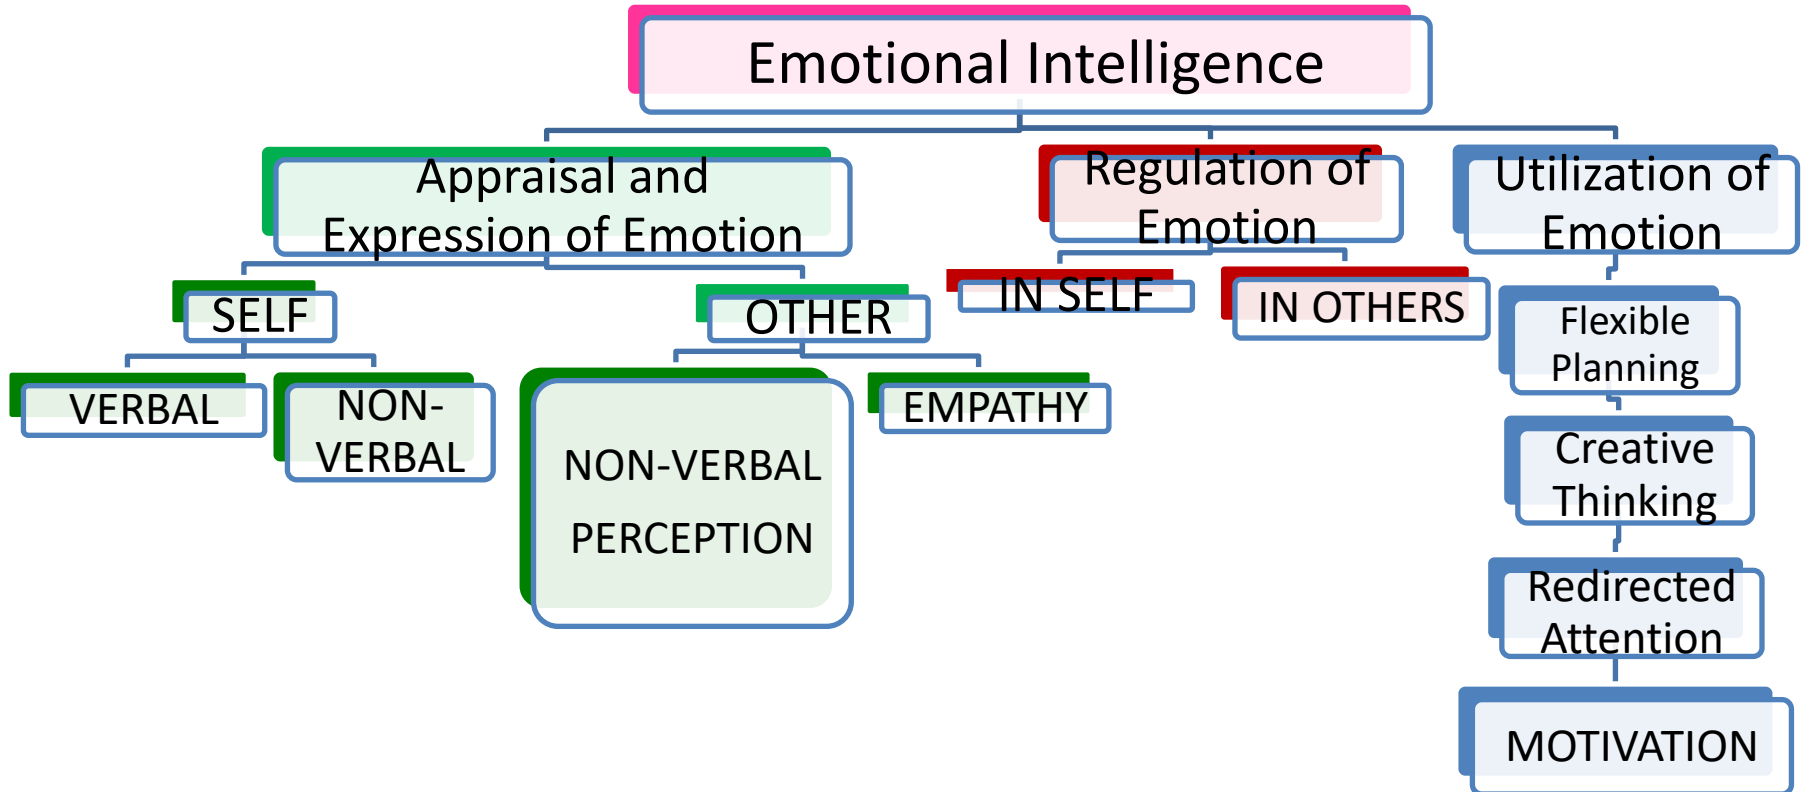 Emotional Intelligence
Appraisal and
Expression of Emotion
Regulation of
Emotion
Utilization of
Emotion
SELF
OTHER
IN SELF
IN OTHERS
Flexible
Planning
VERBAL
NON-
VERBAL
NON-VERBAL
PERCEPTION
EMPATHY
Creative
Thinking
Redirected
Attention
MOTIVATION